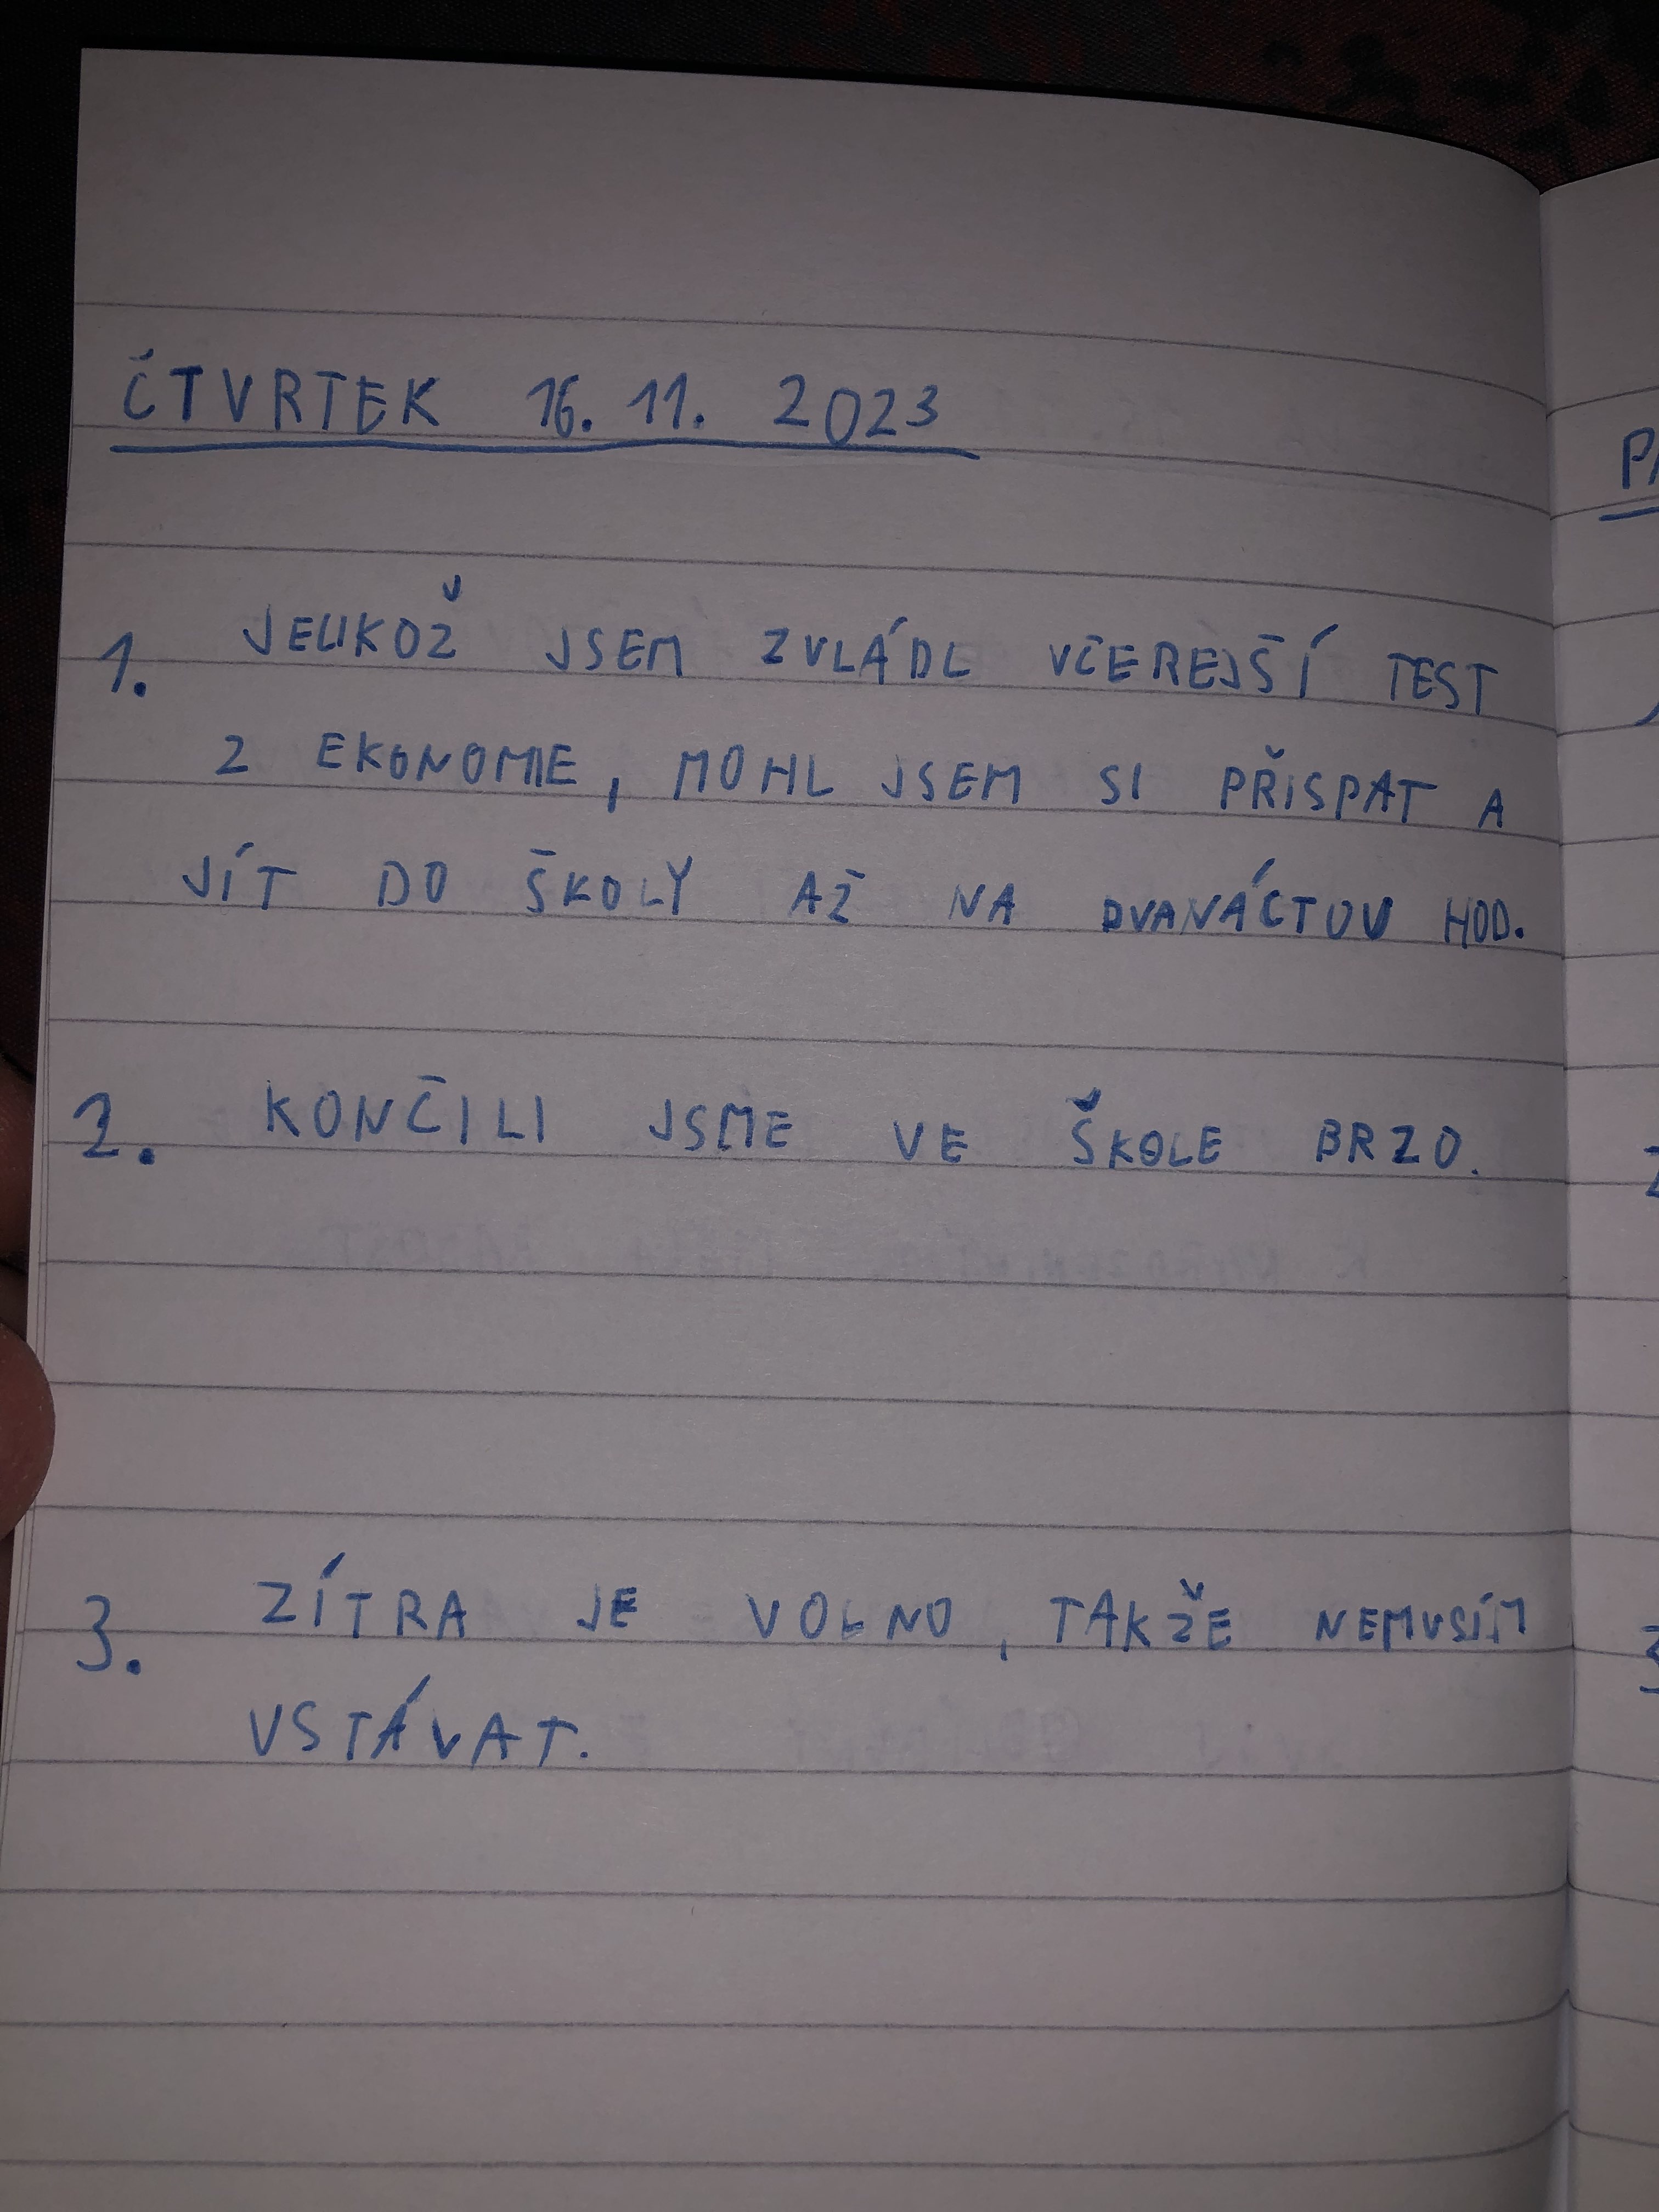 ČTVRTEK 16. 11. 2023
1. JELIKOŽ JSEM ZVLÁDL VČEREJŠÍ TEST
Z EKONOMIE, MOHL JSEM SI PŘISPAT A
JÍT DO ŠKOLY AŽ NA DVANÁCTOU HOD.
2. KONČILI JSME VE ŠKOLE BRZO.
3. ZÍTRA JE VOLNO, TAKŽE NEMUSÍM
VSTÁVAT.